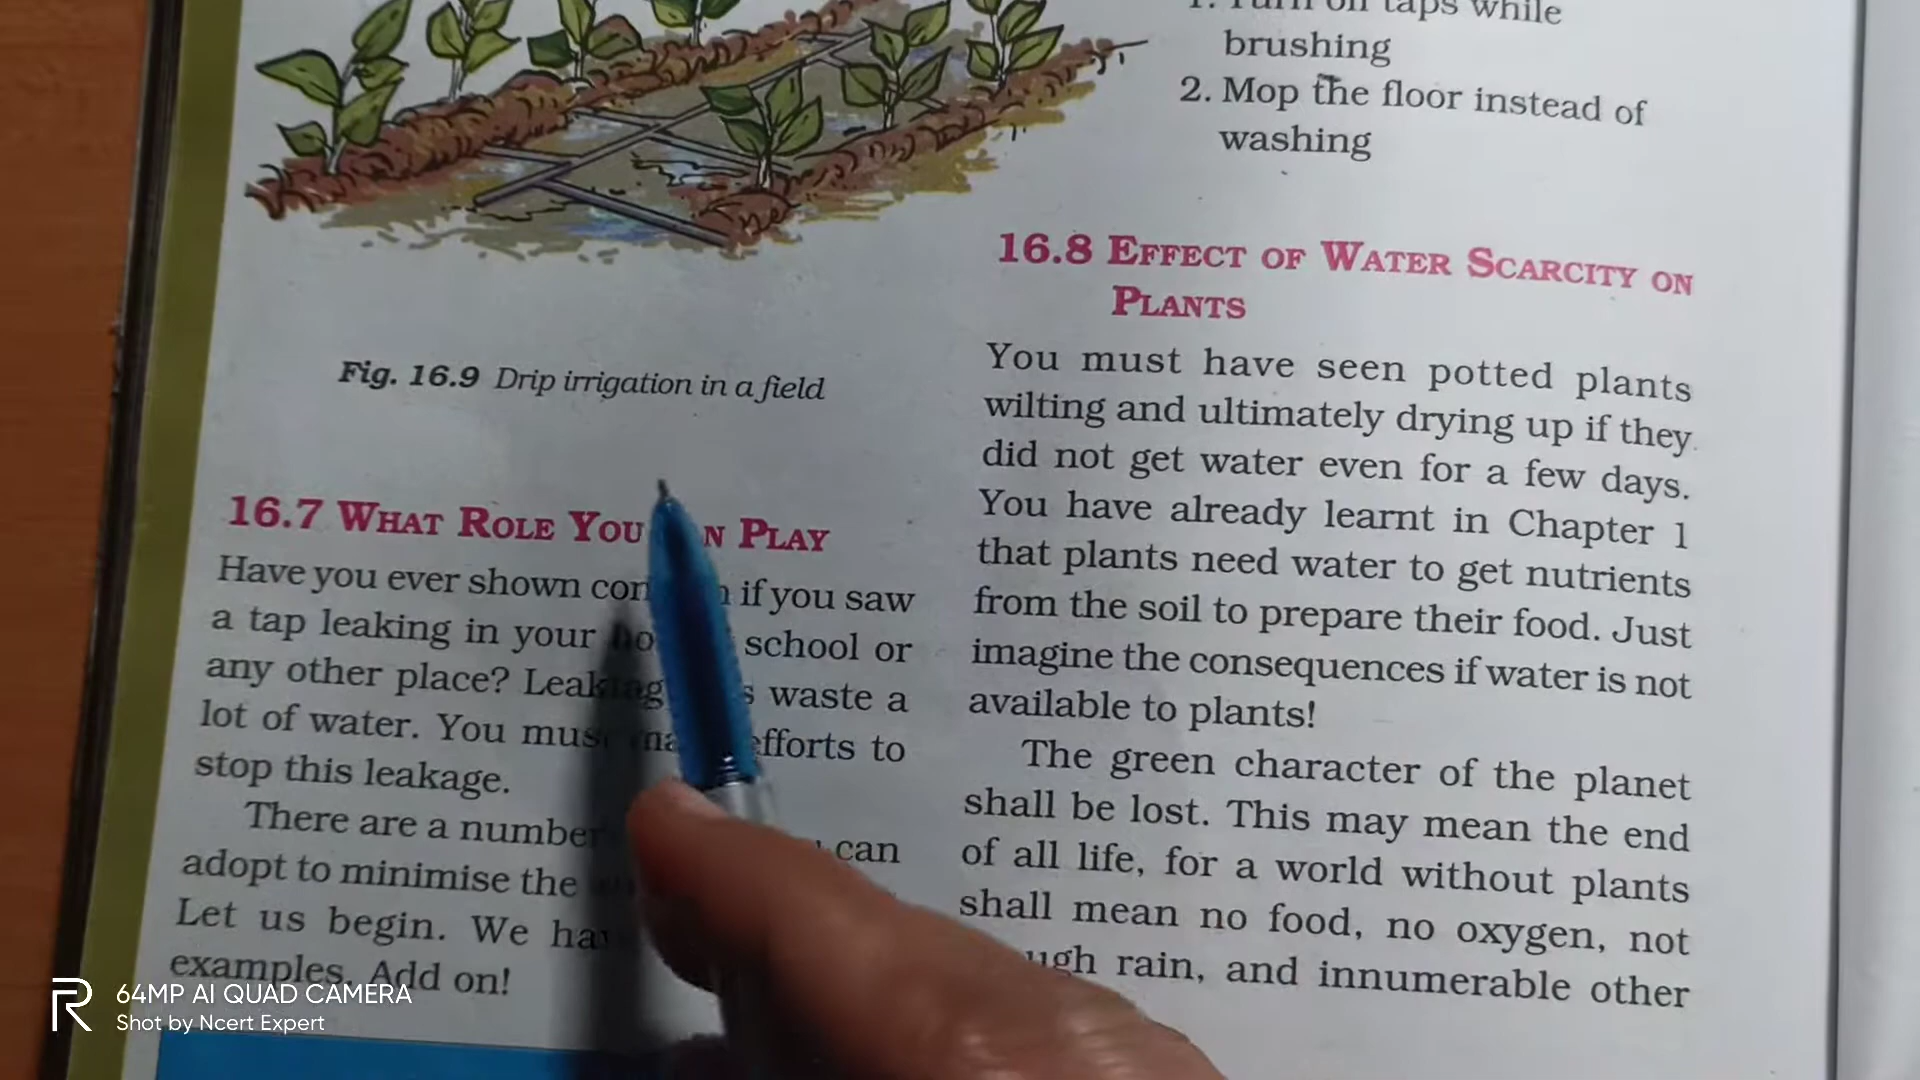 Fig. 16.9 Drip irrigation in a field
16.7 WHAT ROLE YOU PLAY
Have you ever shown if you saw
a tap leaking in your school or
any other place? waste a
lot of water. You efforts to
stop this leakage.
There are a number can
adopt to minimise the
Let us begin. We
examples. Add on!
1. taps while
brushing
2. Mop the floor instead of
washing
16.8 EFFECT OF WATER SCARCITY ON
PLANTS
You must have seen potted plants
wilting and ultimately drying up if they
did not get water even for a few days.
You have already learnt in Chapter 1
that plants need water to get nutrients
from the soil to prepare their food. Just
imagine the consequences if water is not
available to plants!
The green character of the planet
shall be lost. This may mean the end
of all life, for a world without plants
shall mean no food, no oxygen, not
rain, and innumerable other
64MP AI QUAD CAMERA
Shot by Ncert Expert